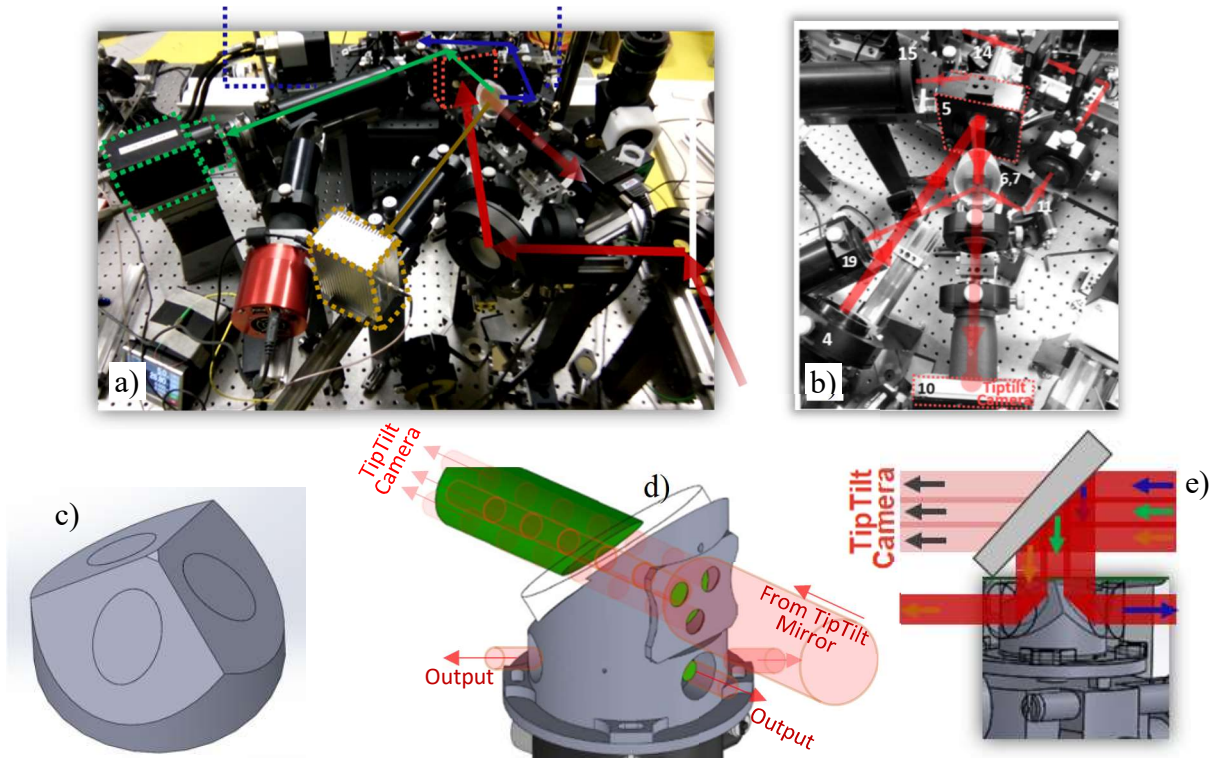 a)
15
14
5
6,7
11
19
4
10
Tiptilt
Camera
b)
c)
TipTilt
Camera
d)
From TipTilt
Mirror
Output
Output
TipTilt
Camera
e)